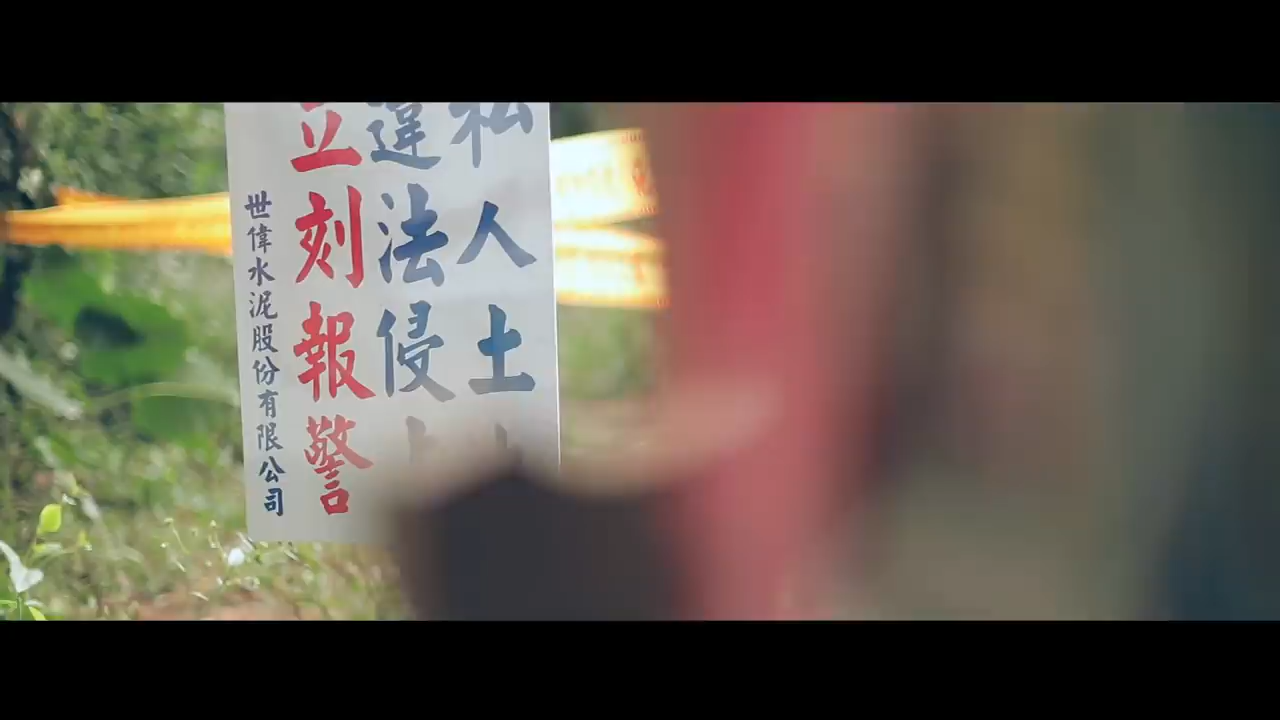 私人土
違法侵
立刻報警
世偉水泥股份有限公司